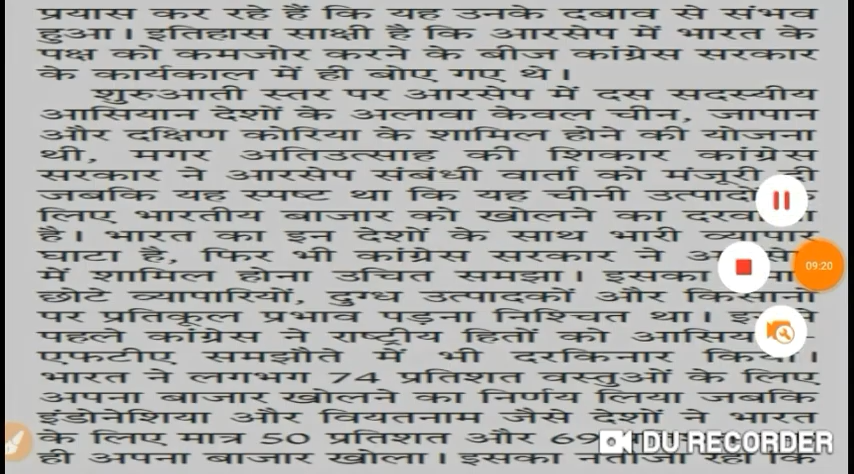 प्रयास कर रहे हैं कि यह उनके दबाव से संभव
हुआ। इतिहास साक्षी है कि आरसेप में भारत के
पक्ष को कमजोर करने के बीज कांग्रेस सरकार
के कार्यकाल में ही बोए गए थे।
शुरुआती स्तर पर आरसेप में दस सदस्यीय
आसियान देशों के अलावा केवल चीन, जापान
और दक्षिण कोरिया के शामिल होने की योजना
थी, मगर अतिउत्साह की शिकार कांग्रेस
सरकार ने आरसेप संबंधी वार्ता को मंजूरी
जबकि यह स्पष्ट था कि यह चीनी उत्पादों
लिए भारतीय बाजार को खोलने का
है। भारत का इन देशों के साथ भारी व्यापार
घाटा है, फिर भी कांग्रेस सरकार ने
में शामिल होना उचित समझा। इसका
09:20
छोटे व्यापारियों, दुग्ध उत्पादकों और किसानों
पर प्रतिकूल प्रभाव पड़ना निश्चित था।
पहले कांग्रेस ने राष्ट्रीय हितों को
एफटीए समझौते में भी दरकिनार
भारत ने लगभग 74 प्रतिशत वस्तुओं के लिए
अपना बाजार खोलने का निर्णय लिया जबकि
इंडोनेशिया और वियतनाम जैसे देशों ने भारत
के लिए मात्र 50 प्रतिशत और 69
DU RECORDER
ही अपना बाजार खोला। इसका नतीजा